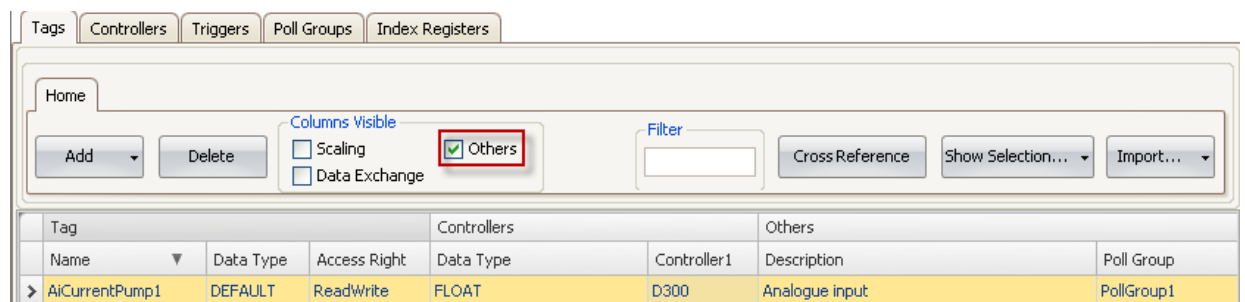 Tags Controllers Triggers Poll Groups Index Registers
Home
Columns Visible
Filter
Add Delete Scaling Others Cross Reference Show Selection... Import...
Data Exchange
Tag Controllers Others
Name Data Type Access Right Data Type Controller1 Description Poll Group
AiCurrentPump1 DEFAULT ReadWrite FLOAT D300 Analogue input PollGroup1